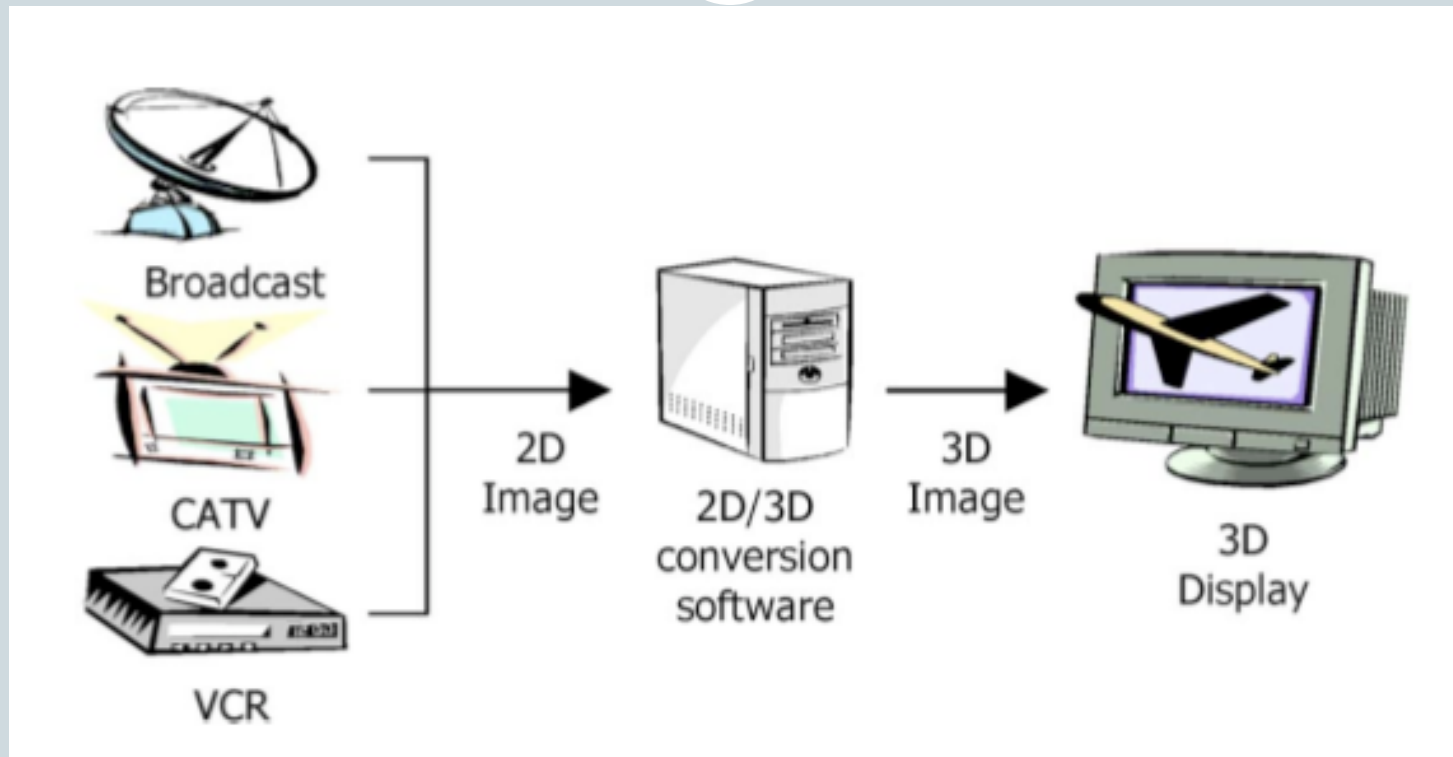 Broadcast
CATV
VCR
2D
Image
2D/3D
conversion
software
3D
Image
3D
Display